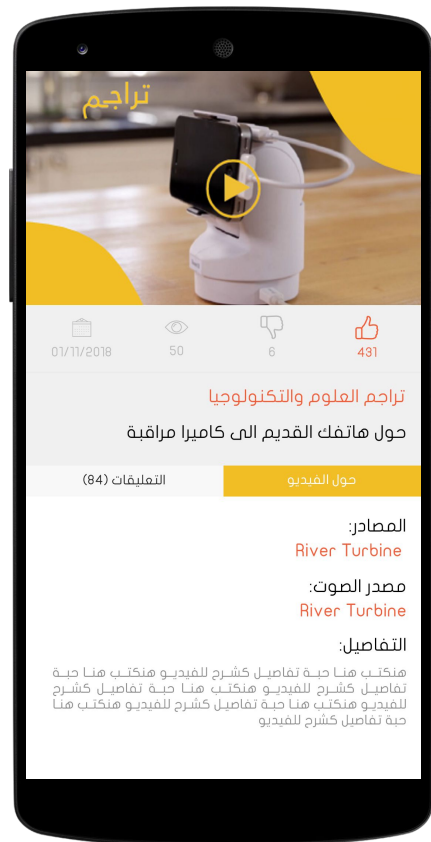 تراجم
431
6
50
01/11/2018
تراجم العلوم والتكنولوجيا
حول هاتفك القديم الى كاميرا مراقبة
حول الفيديو
التعليقات (84)
المصادر:
River Turbine
مصدر الصوت:
River Turbine
التفاصيل:
هنكتب هنا حبة تفاصيل كشرح للفيديو هنكتب هنا حبة
تفاصيل كشرح للفيديو هنكتب هنا حبة تفاصيل كشرح
للفيديو هنكتب هنا حبة تفاصيل كشرح للفيديو هنكتب هنا
حبة تفاصيل كشرح للفيديو